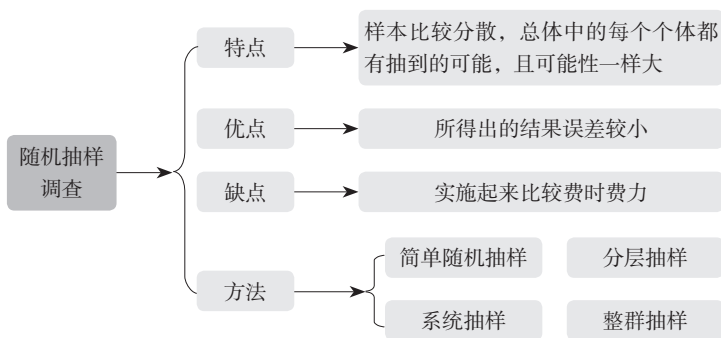 随机抽样
调查
特点
样本比较分散，总体中的每个个体都
有抽到的可能，且可能性一样大
优点
所得出的结果误差较小
缺点
实施起来比较费时费力
方法
简单随机抽样
分层抽样
系统抽样
整群抽样